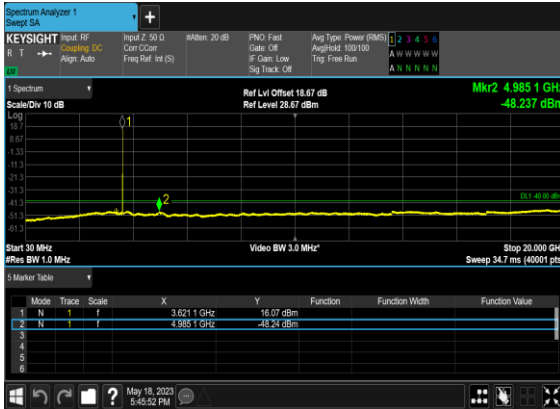 Spectrum Analyzer 1
Swept SA
+
KEYSIGHT Input: RF Input Z: 50 Ω #Atten: 20 dB PNO: Fast Avg Type: Power (RMS) 1 2 3 4 5 6
R T Coupling: DC Corr CCorr Gate: Off Avg|Hold: 100/100 A W W W W W
Align: Auto Freq Ref: Int (S) IF Gain: Low Trig: Free Run
Sig Track: Off A N N N N N
1 Spectrum
Ref Lvl Offset 18.67 dB Mkr2 4.985 1 GHz
Scale/Div 10 dB Ref Level 28.67 dBm -48.237 dBm
Log
18.7
8.67
-1.33
-11.3
-21.3
-31.3
-41.3
-51.3
-61.3
1
2
DL1 -40.00 dBm
Start 30 MHz Video BW 3.0 MHz* Stop 20.000 GHz
#Res BW 1.0 MHz Sweep 34.7 ms (40001 pts)
5 Marker Table
Mode Trace Scale X Y Function Function Width Function Value
1 N 1 f 3.621 1 GHz 16.07 dBm
2 N 1 f 4.985 1 GHz -48.24 dBm
3
4
5
6
? May 18, 2023
5:45:52 PM